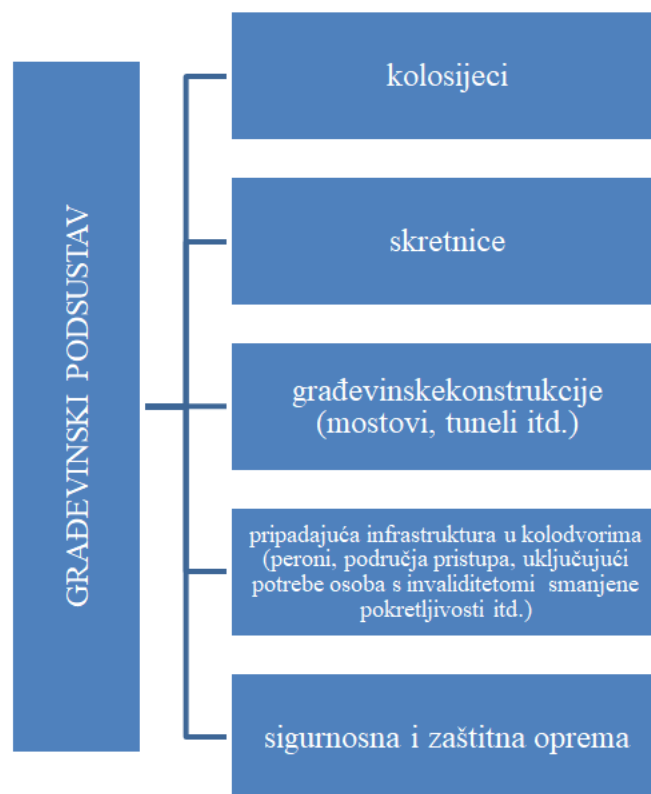 GRAĐEVINSKI PODSUSTAV
kolosijeci
skretnice
građevinskekonstrukcije
(mostovi, tuneli itd.)
pripadajuća infrastruktura u kolodvorima
(peroni, područja pristupa, uključujući
potrebe osoba s invaliditetomi smanjene
pokretljivosti itd.)
sigurnosna i zaštitna oprema